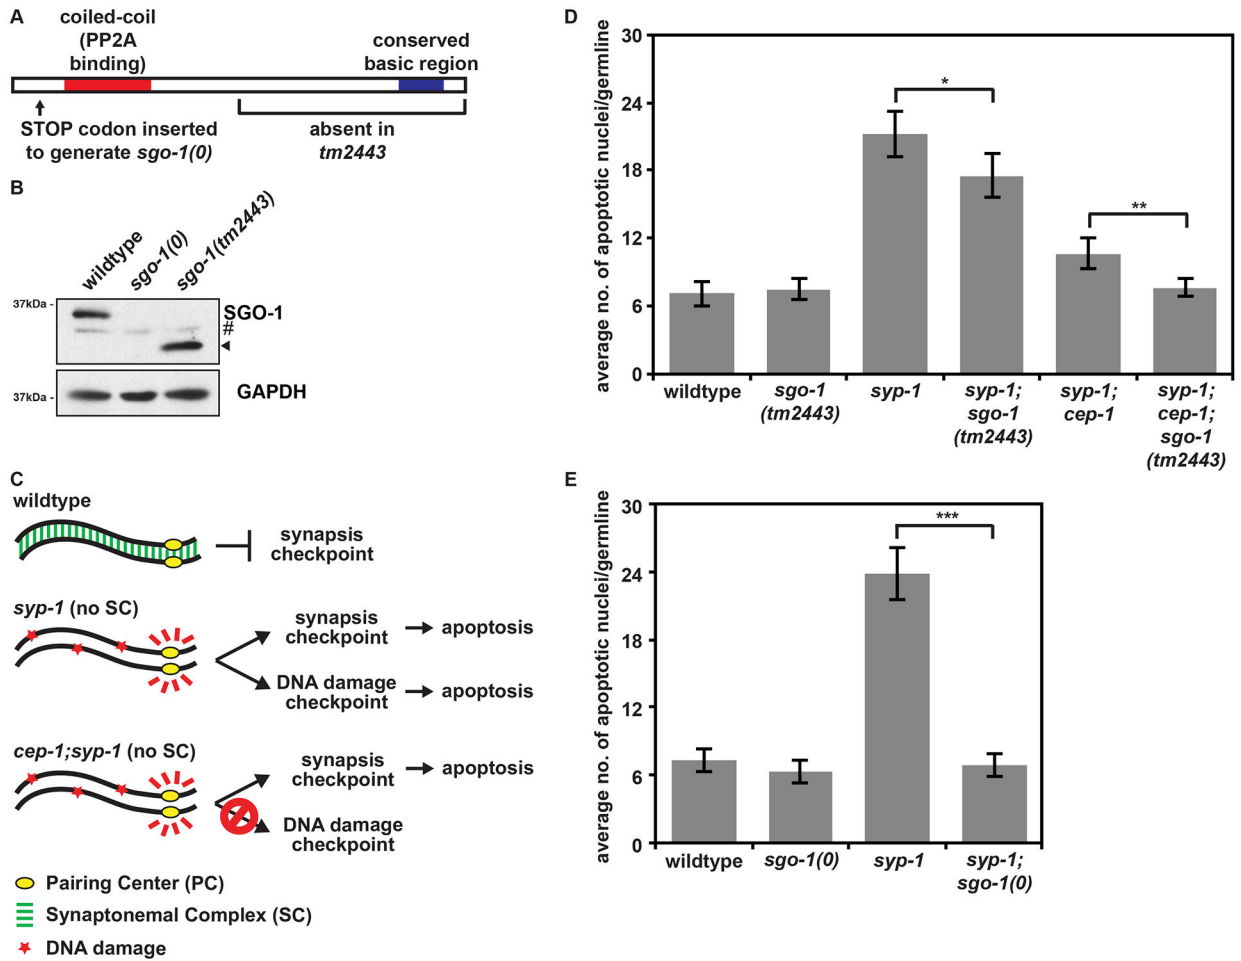 A
coiled-coil
(PP2A
binding)
conserved
basic region
STOP codon inserted
to generate sgo-1(0)
absent in
tm2443
B
wildtype
sgo-1(0)
sgo-1(tm2443)
37kDa -
SGO-1
#
37kDa -
GAPDH
C
wildtype
synapsis
checkpoint
syp-1 (no SC)
synapsis
checkpoint
apoptosis
DNA damage
checkpoint
apoptosis
cep-1;syp-1 (no SC)
synapsis
checkpoint
apoptosis
DNA damage
checkpoint
Pairing Center (PC)
Synaptonemal Complex (SC)
DNA damage
D
average no. of apoptotic nuclei/germline
30
24
18
12
6
0
*
**
wildtype
sgo-1
(tm2443)
syp-1
syp-1;
sgo-1
(tm2443)
syp-1;
cep-1
syp-1;
cep-1;
sgo-1
(tm2443)
E
average no. of apoptotic nuclei/germline
30
24
18
12
6
0
***
wildtype
sgo-1(0)
syp-1
syp-1;
sgo-1(0)